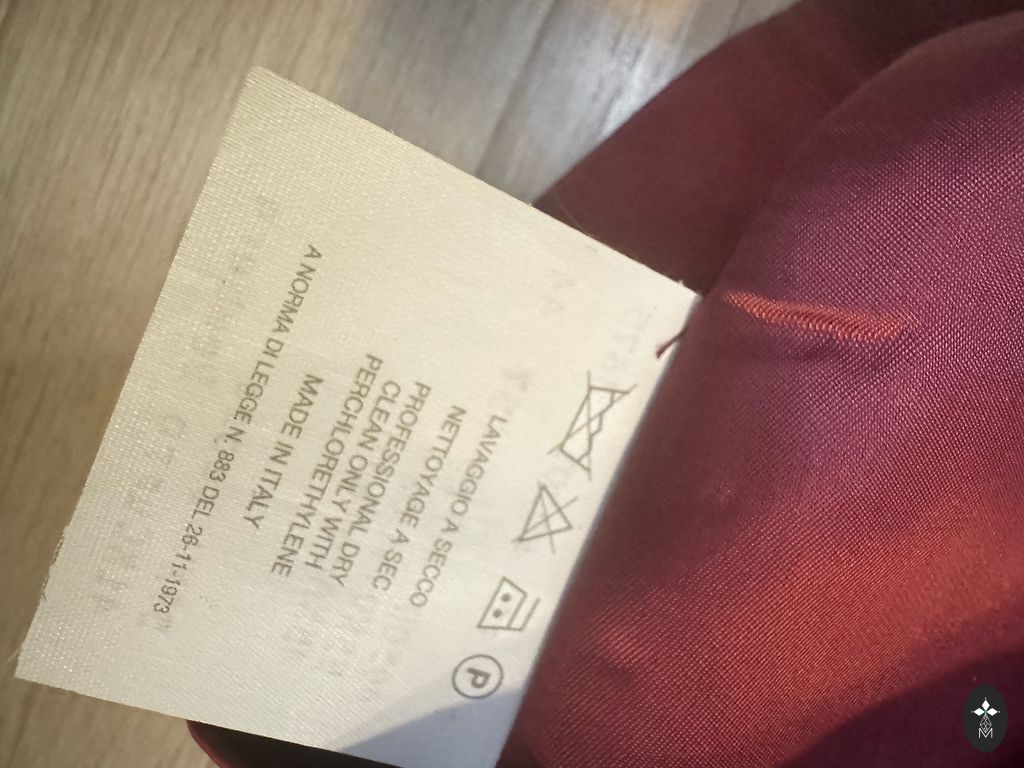 P
LAVAGGIO A SECCO
NETTOYAGE A SEC
PROFESSIONAL DRY
CLEAN ONLY WITH
PERCHLORETHYLENE
MADE IN ITALY
A NORMA DI LEGGE N. 883 DEL 26-11-1973
M